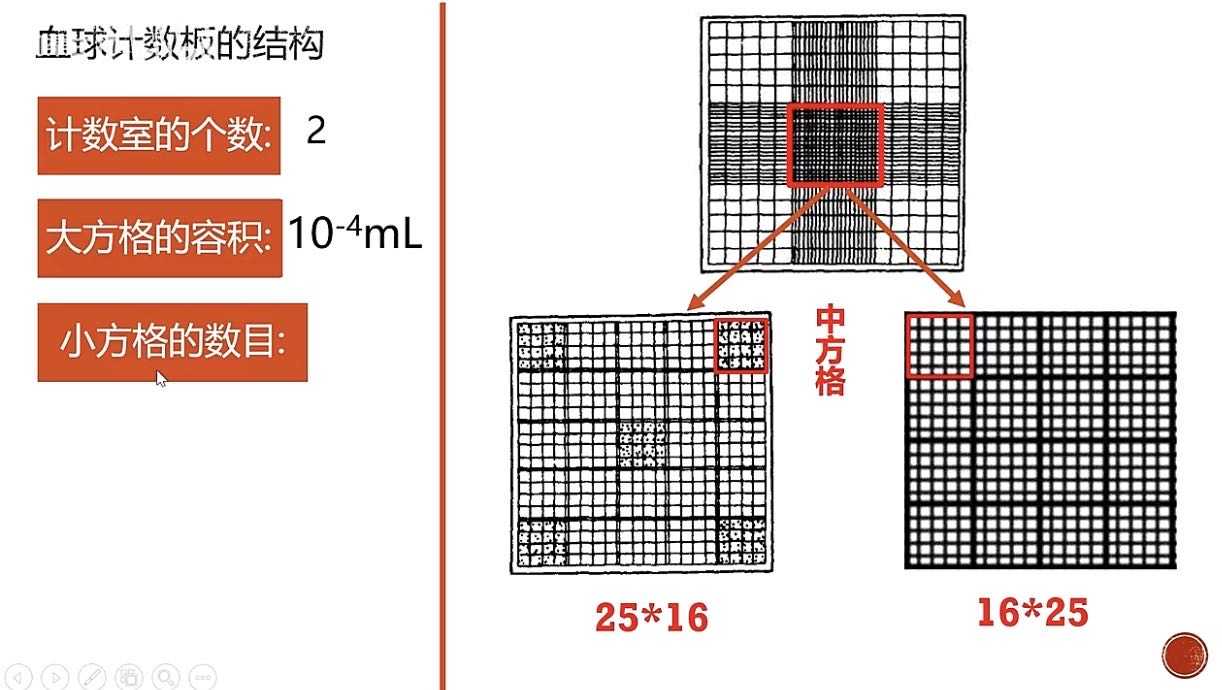 血球计数板的结构
计数室的个数: 2
大方格的容积: 10⁻⁴mL
小方格的数目:
中方格
25*16
16*25